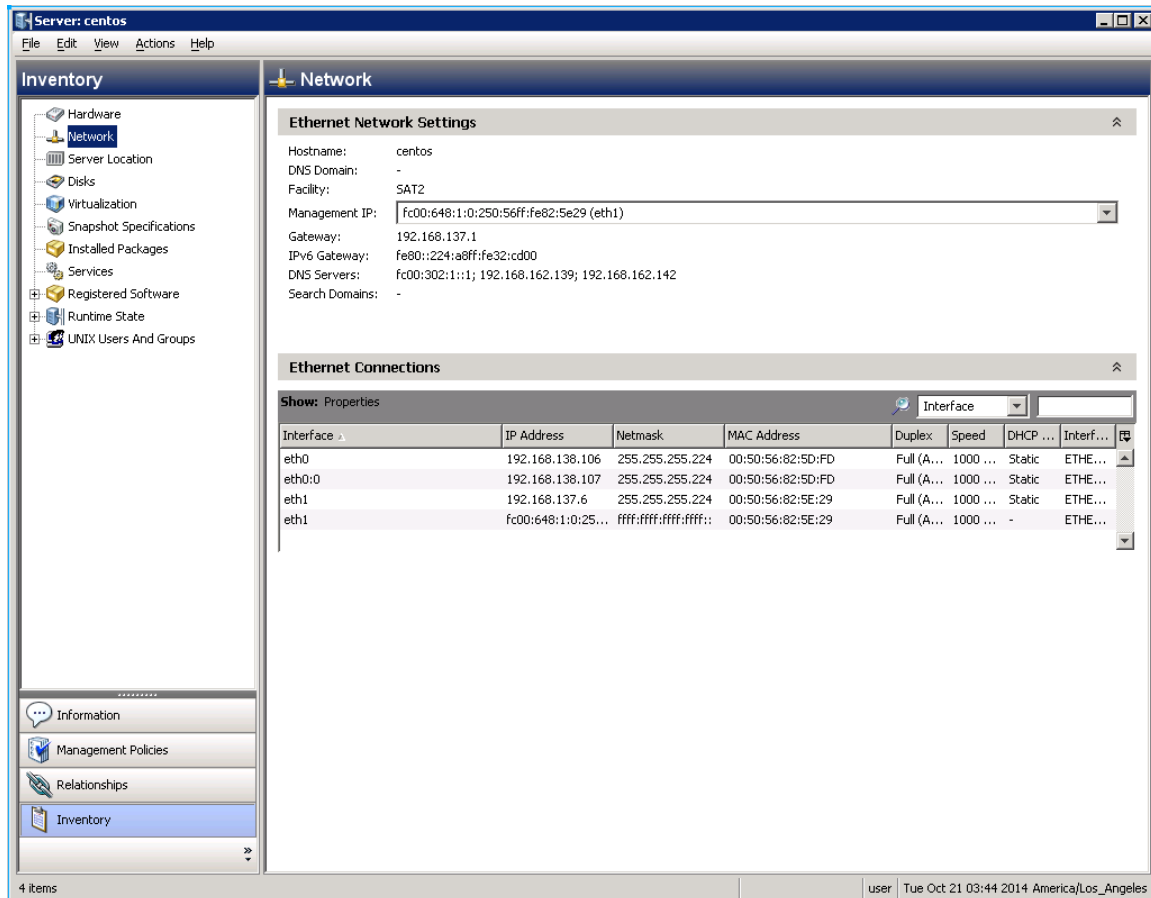 Server: centos
File Edit View Actions Help
Inventory
Hardware
Network
Server Location
Disks
Virtualization
Snapshot Specifications
Installed Packages
Services
Registered Software
Runtime State
UNIX Users And Groups
Information
Management Policies
Relationships
Inventory
Network
Ethernet Network Settings
Hostname: centos
DNS Domain: -
Facility: SAT2
Management IP: fc00:648:1:0:250:56ff:fe82:5e29 (eth1)
Gateway: 192.168.137.1
IPv6 Gateway: fe80::224:a8ff:fe32:cd00
DNS Servers: fc00:302:1::1; 192.168.162.139; 192.168.162.142
Search Domains: -
Ethernet Connections
Show: Properties Interface
Interface IP Address Netmask MAC Address Duplex Speed DHCP ... Interf...
eth0 192.168.138.106 255.255.255.224 00:50:56:82:5D:FD Full (A... 1000 ... Static ETHE...
eth0:0 192.168.138.107 255.255.255.224 00:50:56:82:5D:FD Full (A... 1000 ... Static ETHE...
eth1 192.168.137.6 255.255.255.224 00:50:56:82:5E:29 Full (A... 1000 ... Static ETHE...
eth1 fc00:648:1:0:25... ffff:ffff:ffff:ffff:: 00:50:56:82:5E:29 Full (A... 1000 ... - ETHE...
4 items user Tue Oct 21 03:44 2014 America/Los_Angeles